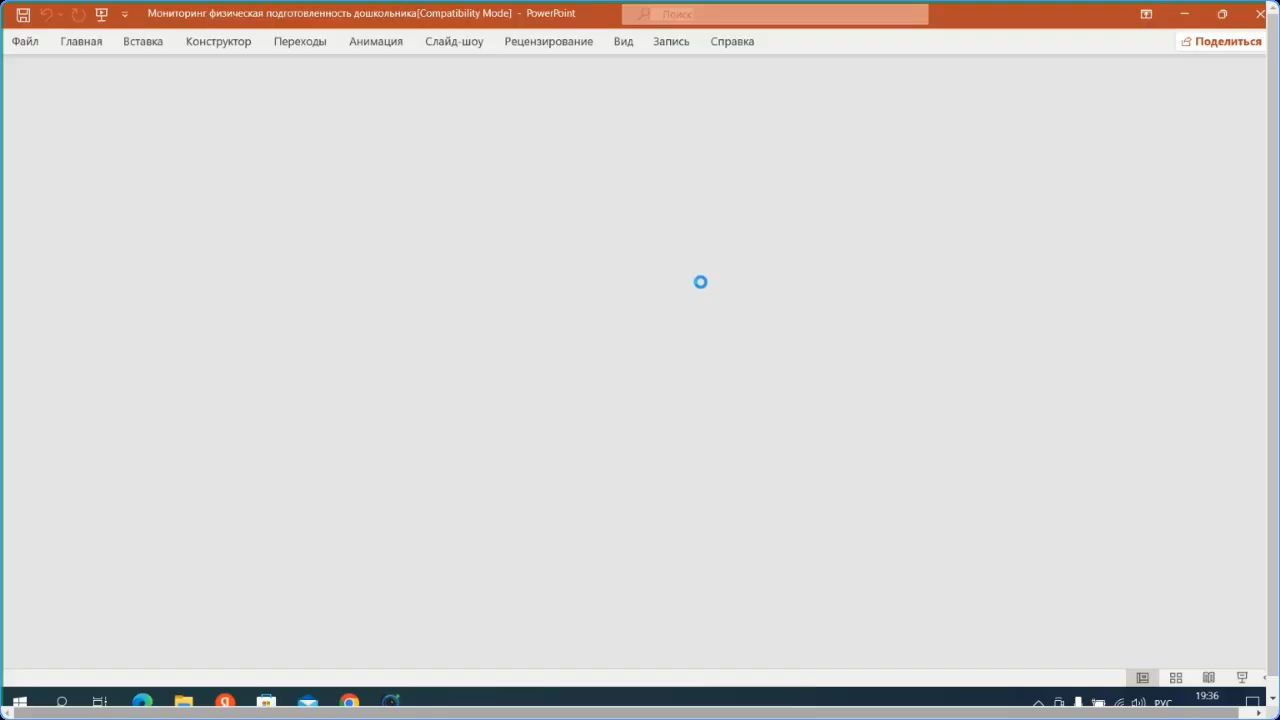 Мониторинг физическая подготовленность дошкольника[Compatibility Mode] - PowerPoint
Поиск
Файл Главная Вставка Конструктор Переходы Анимация Слайд-шоу Рецензирование Вид Запись Справка Поделиться
19:36
РУС